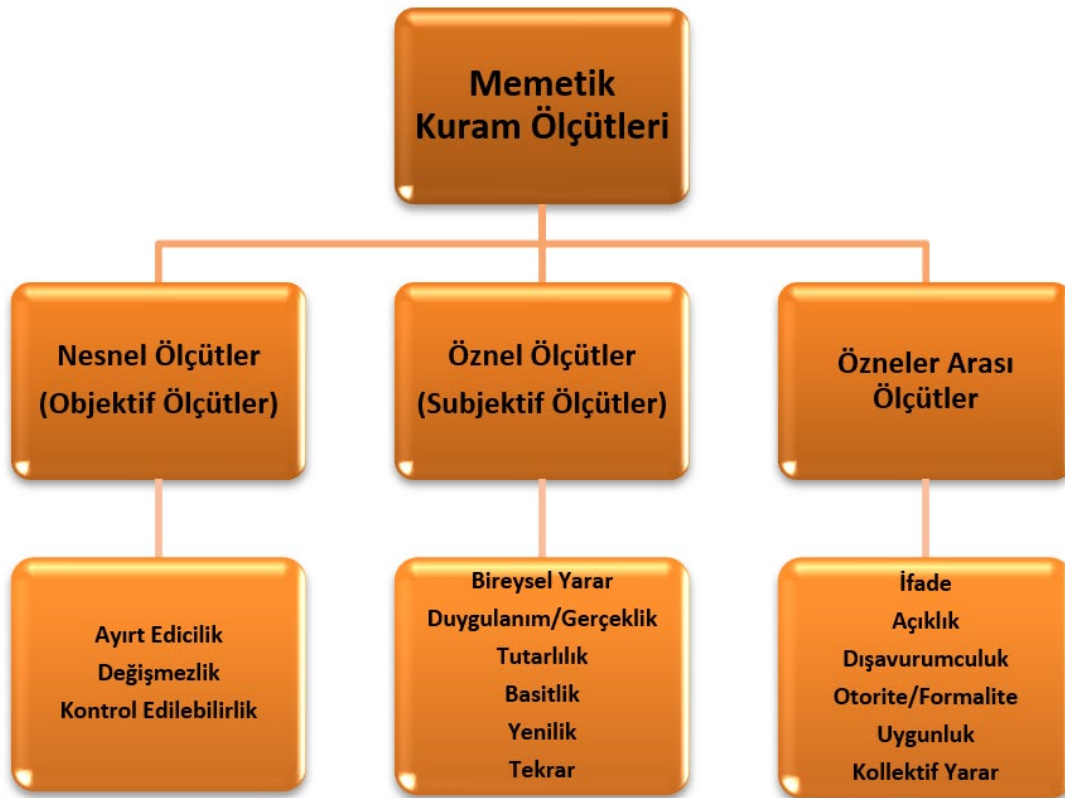 Memetik
Kuram Ölçütleri
Nesnel Ölçütler
(Objektif Ölçütler)
Öznel Ölçütler
(Subjektif Ölçütler)
Özneler Arası
Ölçütler
Ayırt Edicilik
Değişmezlik
Kontrol Edilebilirlik
Bireysel Yarar
Duygulanım/Gerçeklik
Tutarlılık
Basitlik
Yenilik
Tekrar
İfade
Açıklık
Dışavurumculuk
Otorite/Formalite
Uygunluk
Kollektif Yarar